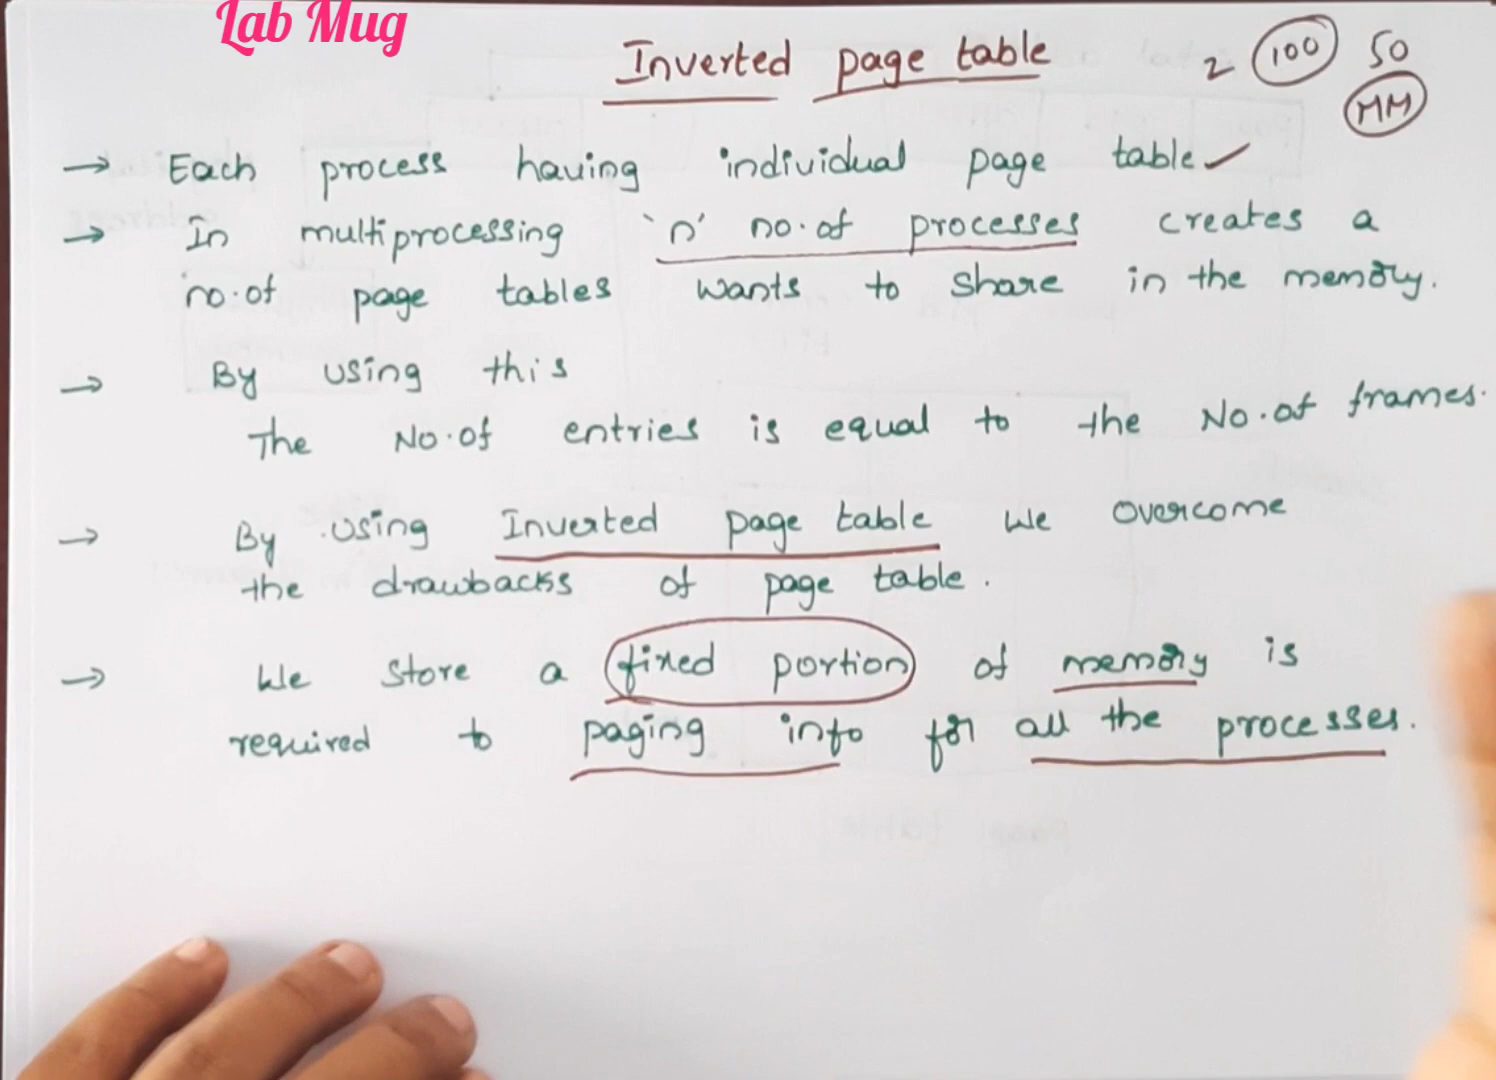 Lab Mug
Inverted page table 2 100 50
MM
→ Each process having individual page table ✓
→ In multiprocessing 'n' no.of processes creates a
no.of page tables wants to share in the memory.
→ By using this
The No.of entries is equal to the No.of frames.
→ By using Inverted page table we overcome
the drawbacks of page table.
→ We store a fixed portion of memory is
required to paging info for all the processes.